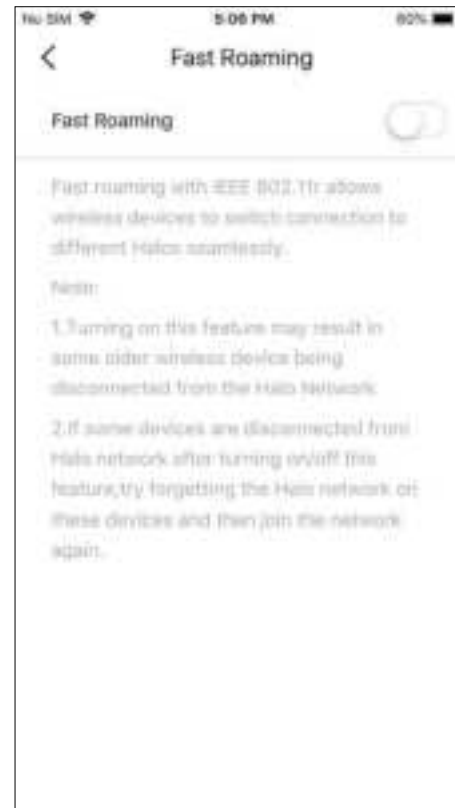 No SIM 5:06 PM 60%
Fast Roaming
Fast Roaming
Fast roaming with IEEE 802.11r allows
wireless devices to switch connection to
different Halos seamlessly.
Note:
1.Turning on this feature may result in
some older wireless device being
disconnected from the Halo Network
2.If some devices are disconnected from
Halo network after turning on/off this
feature,try forgetting the Halo network on
these devices and then join the network
again.